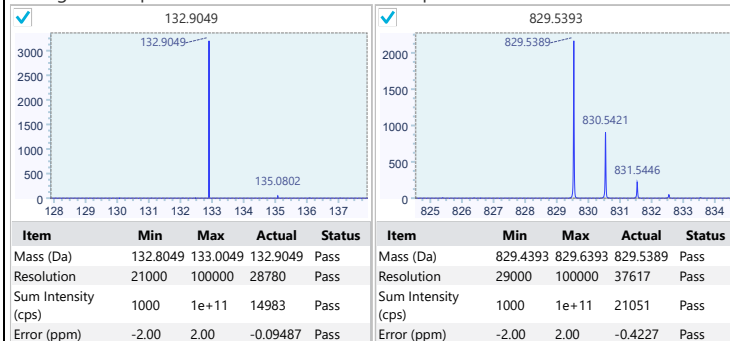 132.9049
829.5393
132.9049
3000
2500
2000
1500
1000
500
0
135.0802
128 129 130 131 132 133 134 135 136 137
829.5389
2000
1500
1000
500
0
830.5421
831.5446
825 826 827 828 829 830 831 832 833 834
Item Min Max Actual Status
Mass (Da) 132.8049 133.0049 132.9049 Pass
Resolution 21000 100000 28780 Pass
Sum Intensity (cps) 1000 1e+11 14983 Pass
Error (ppm) -2.00 2.00 -0.09487 Pass
Item Min Max Actual Status
Mass (Da) 829.4393 829.6393 829.5389 Pass
Resolution 29000 100000 37617 Pass
Sum Intensity (cps) 1000 1e+11 21051 Pass
Error (ppm) -2.00 2.00 -0.4227 Pass